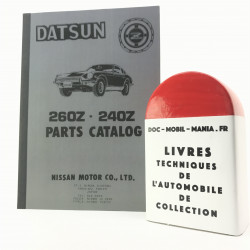 DATSUN
260Z · 240Z
PARTS CATALOG
NISSAN MOTOR CO., LTD.
DOC-MOBIL-MANIA.FR
LIVRES
TECHNIQUES
DE
L'AUTOMOBILE
DE
COLLECTION